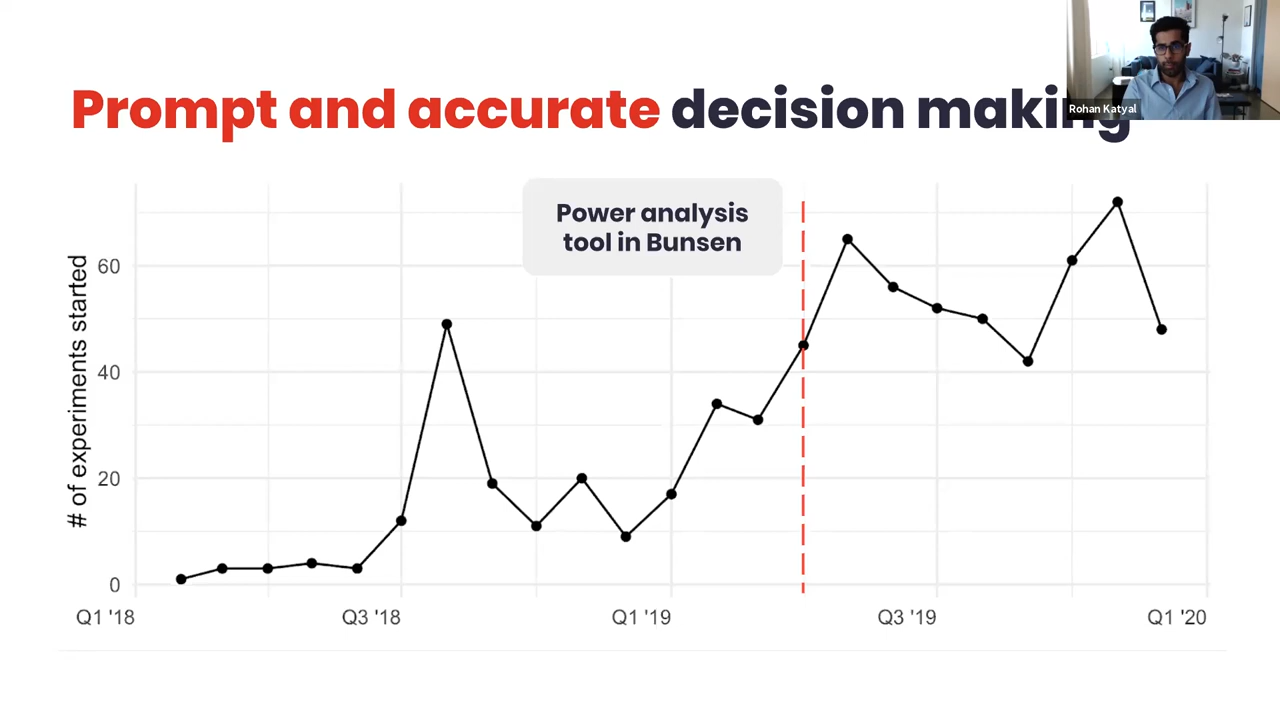 Prompt and accurate decision making
Rohan Katyal
Power analysis
tool in Bunsen
# of experiments started
60
40
20
0
Q1 '18
Q3 '18
Q1 '19
Q3 '19
Q1 '20